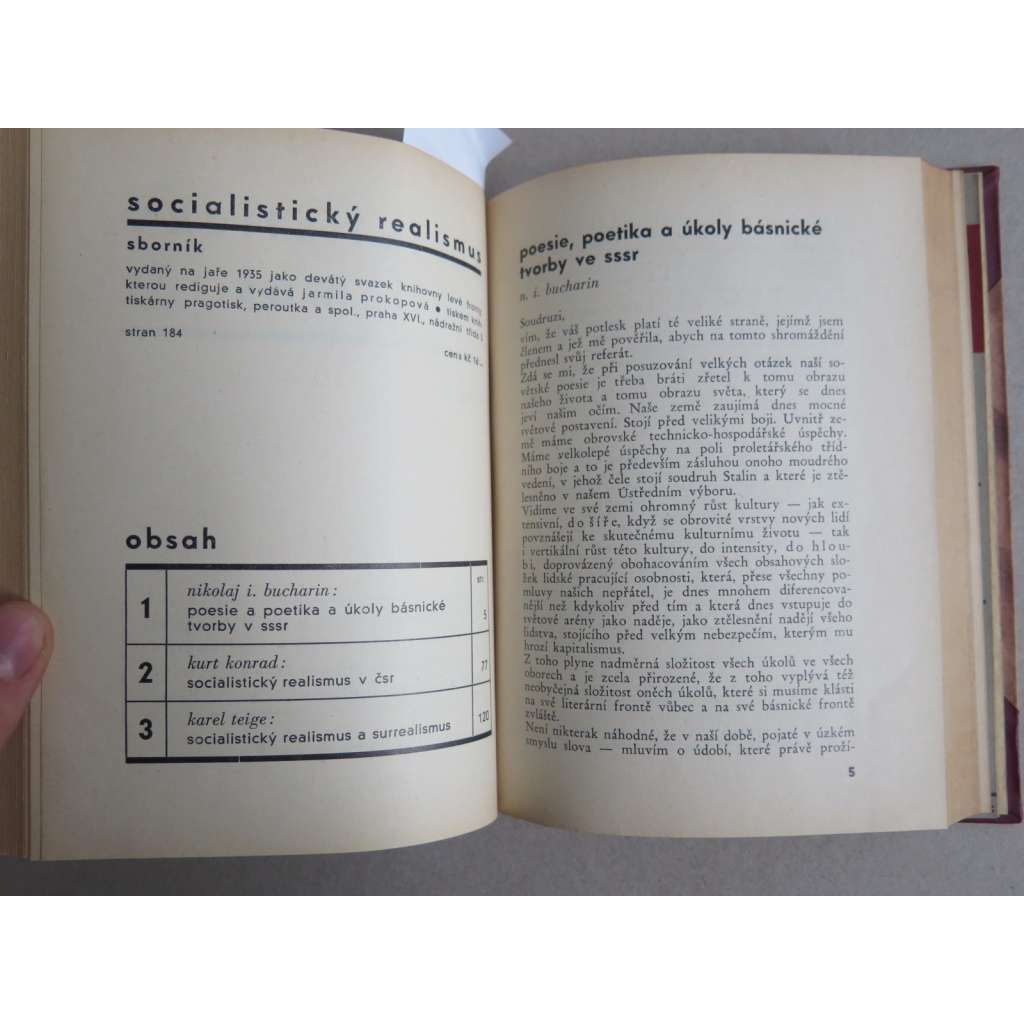 socialistický realismus
sborník
vydaný na jaře 1935 jako devátý svazek knihovny levé fronty,
kterou rediguje a vydává jarmila prokopová • tiskem knih-
tiskárny pragotisk, peroutka a spol., praha XVI., nádražní třída
stran 184
cena kč 16.–
obsah
str.
1
nikolaj i. bucharin:
poesie a poetika a úkoly básnické
tvorby v sssr
5
2
kurt konrad:
socialistický realismus v čsr
77
3
karel teige:
socialistický realismus a surrealismus
120
poesie, poetika a úkoly básnické
tvorby ve sssr
n. i. bucharin
Soudruzi,
vím, že váš potlesk platí té veliké straně, jejímž jsem
členem a jež mě pověřila, abych na tomto shromáždění
přednesl svůj referát.
Zdá se mi, že při posuzování velkých otázek naší so-
větské poesie je třeba bráti zřetel k tomu obrazu
našeho života a tomu obrazu světa, který se dnes
jeví našim očím. Naše země zaujímá dnes mocné
světové postavení. Stojí před velikými boji. Uvnitř ze-
mě máme obrovské technicko-hospodářské úspěchy.
Máme velkolepé úspěchy na poli proletářského tříd-
ního boje a to je především zásluhou onoho moudrého
vedení, v jehož čele stojí soudruh Stalin a které je ztě-
lesněno v našem Ústředním výboru.
Vidíme ve své zemi ohromný růst kultury — jak ex-
tensivní, do šíře, když se obrovité vrstvy nových lidí
povznášejí ke skutečnému kulturnímu životu — tak
i vertikální růst této kultury, do intensity, do hlou-
bi, doprovázený obohacováním všech obsahových slo-
žek lidské pracující osobnosti, která, přese všechny po-
mluvy našich nepřátel, je dnes mnohem diferencova-
nější než kdykoliv před tím a která dnes vstupuje do
světové arény jako naděje, jako ztělesnění nadějí všeho
lidstva, stojícího před velkým nebezpečím, kterým mu
hrozí kapitalismus.
Z toho plyne nadměrná složitost všech úkolů ve všech
oborech a je zcela přirozené, že z toho vyplývá též
neobyčejná složitost oněch úkolů, které si musíme klásti
na své literární frontě vůbec a na své básnické frontě
zvláště.
Není nikterak náhodné, že v naší době, pojaté v úzkém
smyslu slova — mluvím o údobí, které právě proží-
5